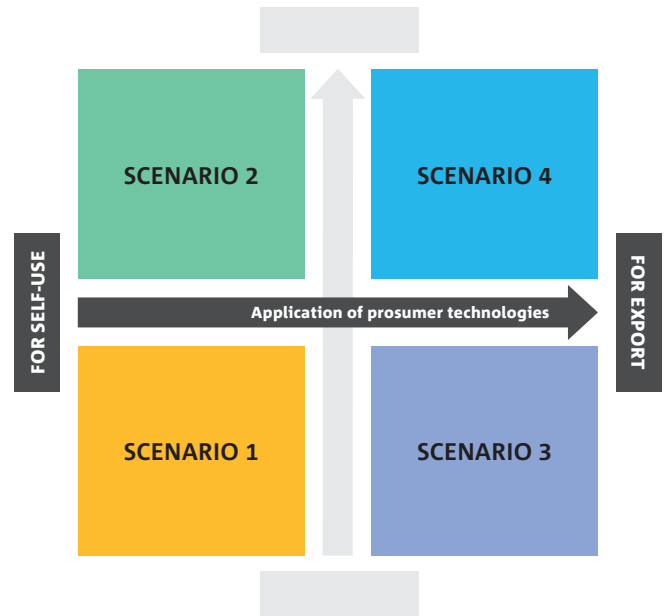 SCENARIO 2
SCENARIO 4
FOR SELF-USE
Application of prosumer technologies
FOR EXPORT
SCENARIO 1
SCENARIO 3